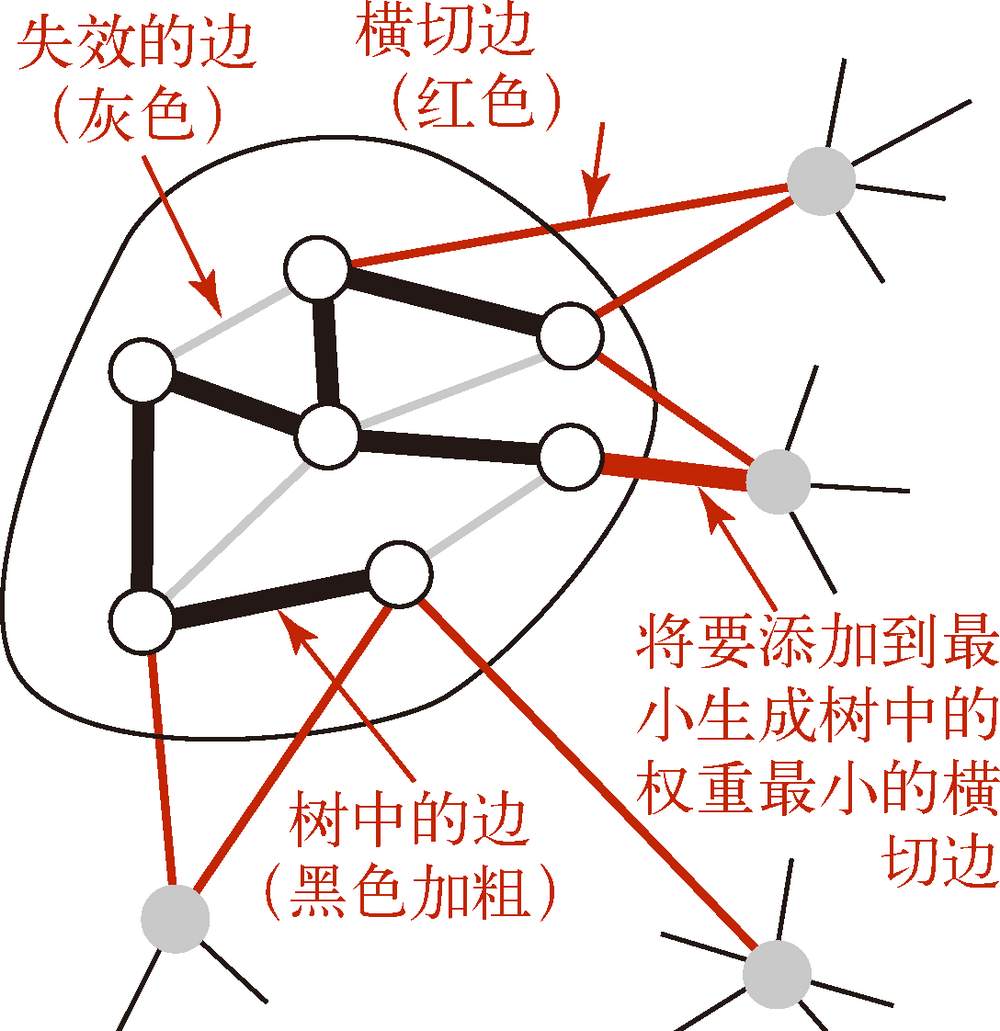 失效的边
（灰色）
横切边
（红色）
将要添加到最
小生成树中的
权重最小的横
切边
树中的边
（黑色加粗）